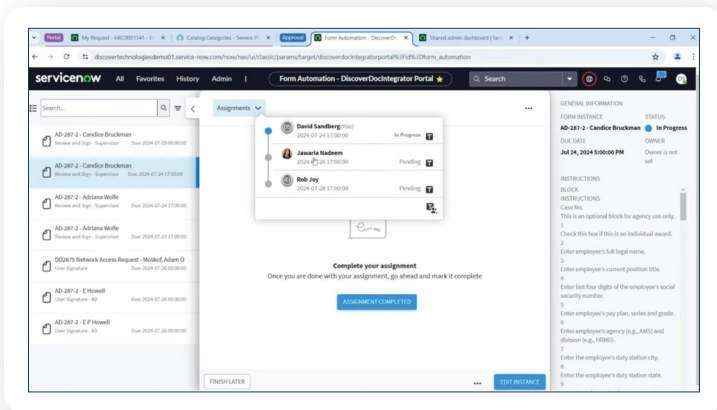 Portal
My Request - HRC0001141 - D
Catalog Categories - Service Po
Approval
Form Automation - DiscoverDo
Shared admin dashboard | Serv
discovertechnologiesdemo01.service-now.com/now/nav/ui/classic/params/target/discoverdocintegratorportal%3Fid%3Dform_automation
servicenow
All
Favorites
History
Admin
Form Automation - DiscoverDocIntegrator Portal
Search
Search...
AD-287-2 - Candice Bruckman
Review and Sign - Supervisor Due: 2024-07-29 00:00:00
AD-287-2 - Candice Bruckman
Review and Sign - Supervisor Due: 2024-07-24 17:00:00
AD-287-2 - Adriana Wolfe
Review and Sign - Supervisor Due: 2024-07-24 17:00:00
AD-287-2 - Adriana Wolfe
Review and Sign - Supervisor Due: 2024-07-23 17:00:00
DD2875 Network Access Request - Moskof, Adam O
User Signature Due: 2024-07-26 00:00:00
AD-287-2 - E Howell
User Signature - AD Due: 2024-07-26 00:00:00
AD-287-2 - E P Howell
User Signature - AD Due: 2024-07-26 00:00:00
Assignments
David Sandberg (You)
2024-07-24 17:00:00 In Progress
Jawaria Nadeem
2024-07-26 17:00:00 Pending
Rob Joy
2024-07-28 17:00:00 Pending
Complete your assignment
Once you are done with your assignment, go ahead and mark it complete
ASSIGNMENT COMPLETED
FINISH LATER
EDIT INSTANCE
GENERAL INFORMATION
FORM INSTANCE STATUS
AD-287-2 - Candice Bruckman In Progress
DUE DATE OWNER
Jul 24, 2024 5:00:00 PM Owner is not
set
INSTRUCTIONS
BLOCK
INSTRUCTIONS
Case No.
This is an optional block for agency use only.
1
Check this box if this is an individual award.
2
Enter employee's full legal name.
3
Enter employee's current position title.
4
Enter last four digits of the employee's social
security number.
5
Enter employee's pay plan, series and grade.
6
Enter employee's agency (e.g., AMS) and
division (e.g., HRMD).
7
Enter the employee's duty station city.
8
Enter the employee's duty station state.
9